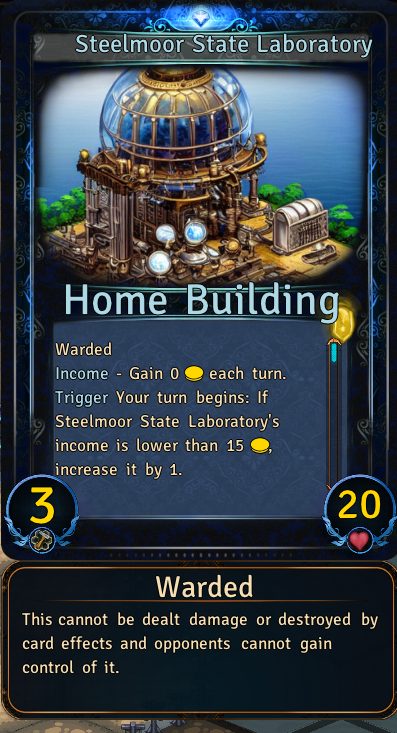 Steelmoor State Laboratory
Home Building
Warded
Income - Gain 0 each turn.
Trigger Your turn begins: If
Steelmoor State Laboratory's
income is lower than 15 ,
increase it by 1.
3
20
Warded
This cannot be dealt damage or destroyed by
card effects and opponents cannot gain
control of it.